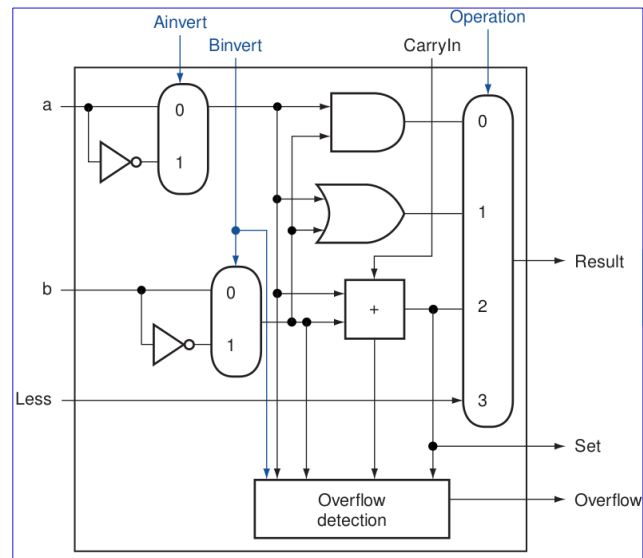 Ainvert
Operation
Binvert
CarryIn
a
0
1
0
1
Result
b
0
1
+
2
Less
3
Set
Overflow
detection
Overflow